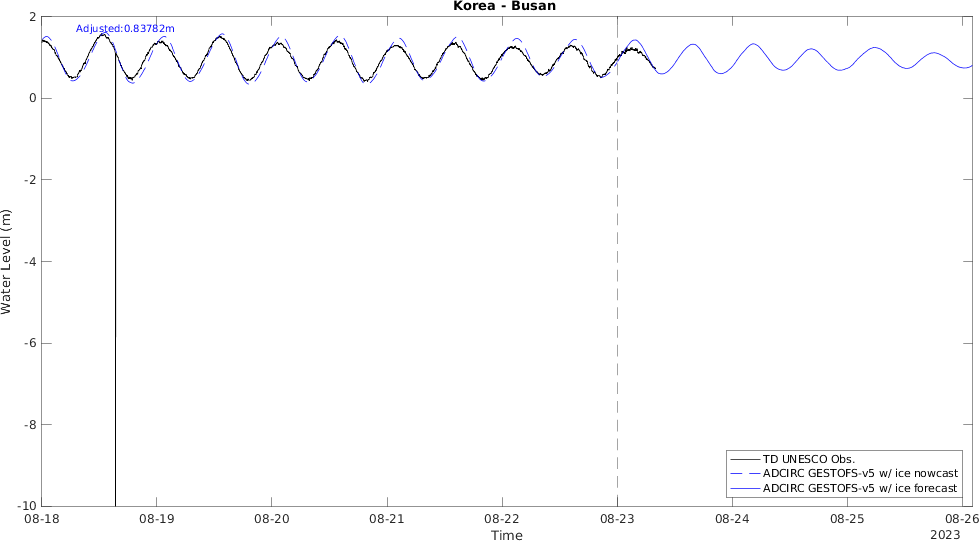 Korea - Busan
Adjusted:0.83782m
2
0
-2
-4
-6
-8
-10
Water Level (m)
08-18
08-19
08-20
08-21
08-22
08-23
08-24
08-25
08-26
Time
2023
TD UNESCO Obs.
ADCIRC GESTOFS-v5 w/ ice nowcast
ADCIRC GESTOFS-v5 w/ ice forecast